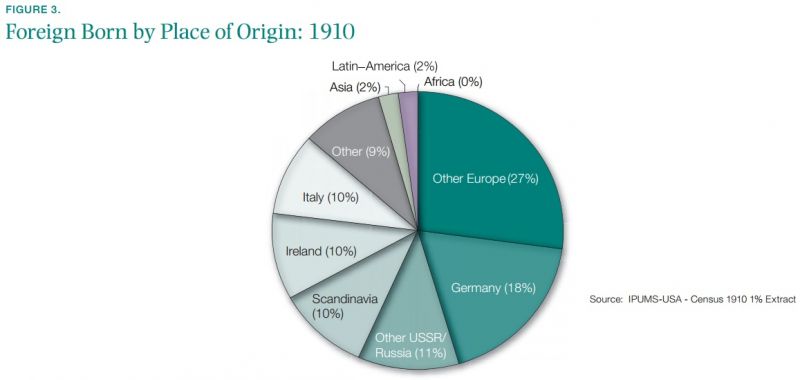 FIGURE 3.
Foreign Born by Place of Origin: 1910
Latin–America (2%)
Asia (2%)
Africa (0%)
Other (9%)
Other Europe (27%)
Italy (10%)
Ireland (10%)
Germany (18%)
Scandinavia
(10%)
Other USSR/
Russia (11%)
Source: IPUMS-USA - Census 1910 1% Extract